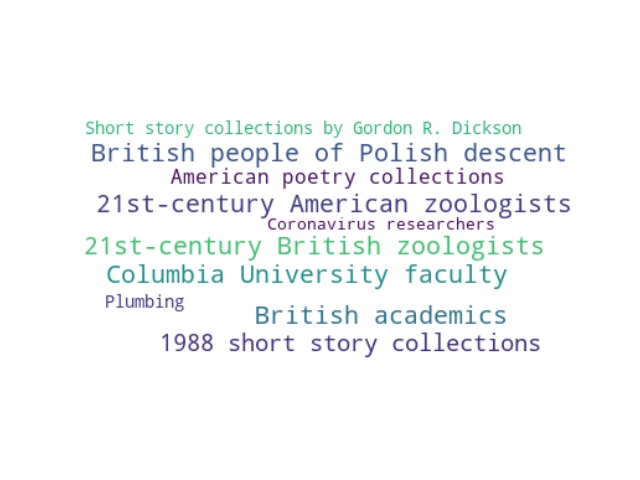 Short story collections by Gordon R. Dickson
British people of Polish descent
American poetry collections
21st-century American zoologists
Coronavirus researchers
21st-century British zoologists
Columbia University faculty
Plumbing
British academics
1988 short story collections